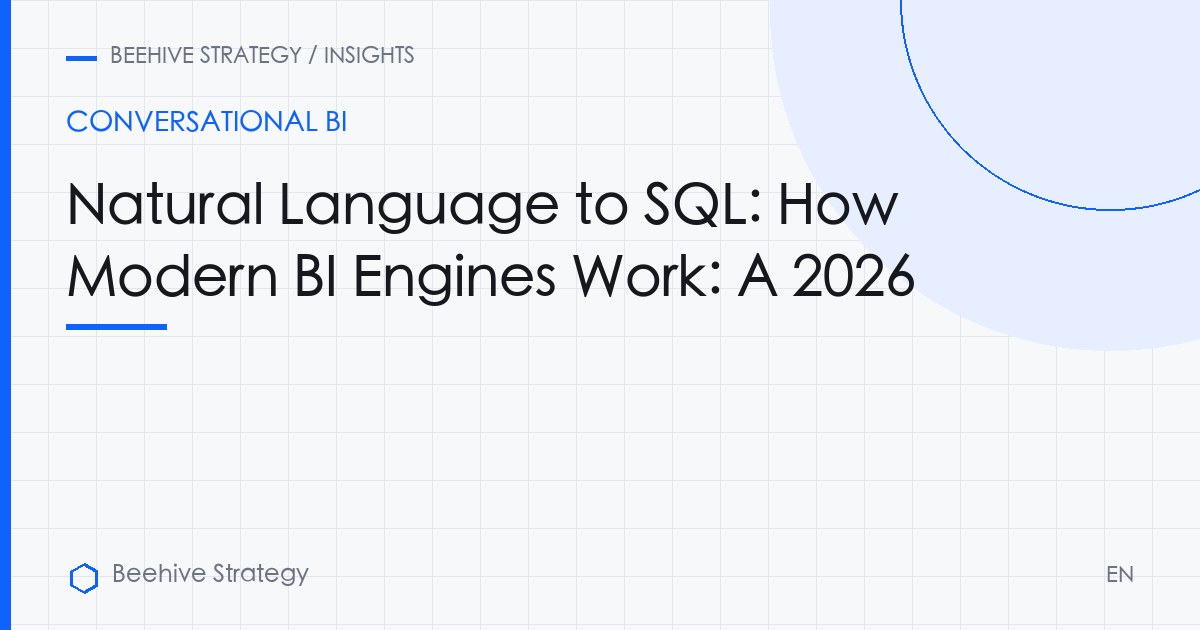 BEEHIVE STRATEGY / INSIGHTS
CONVERSATIONAL BI
Natural Language to SQL: How
Modern BI Engines Work: A 2026
Beehive Strategy
EN